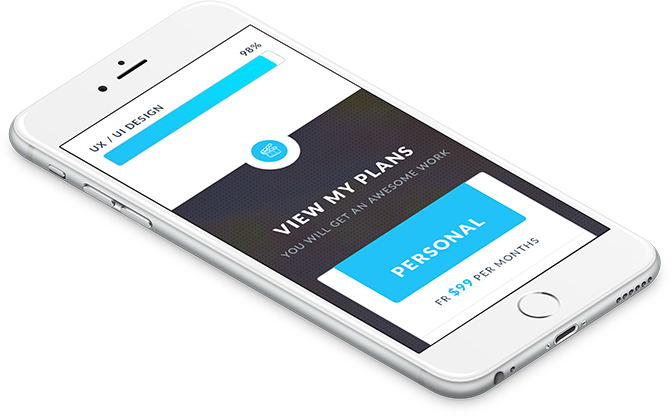 98%
UX / UI DESIGN
VIEW MY PLANS
YOU WILL GET AN AWESOME WORK
PERSONAL
FR $99 PER MONTHS